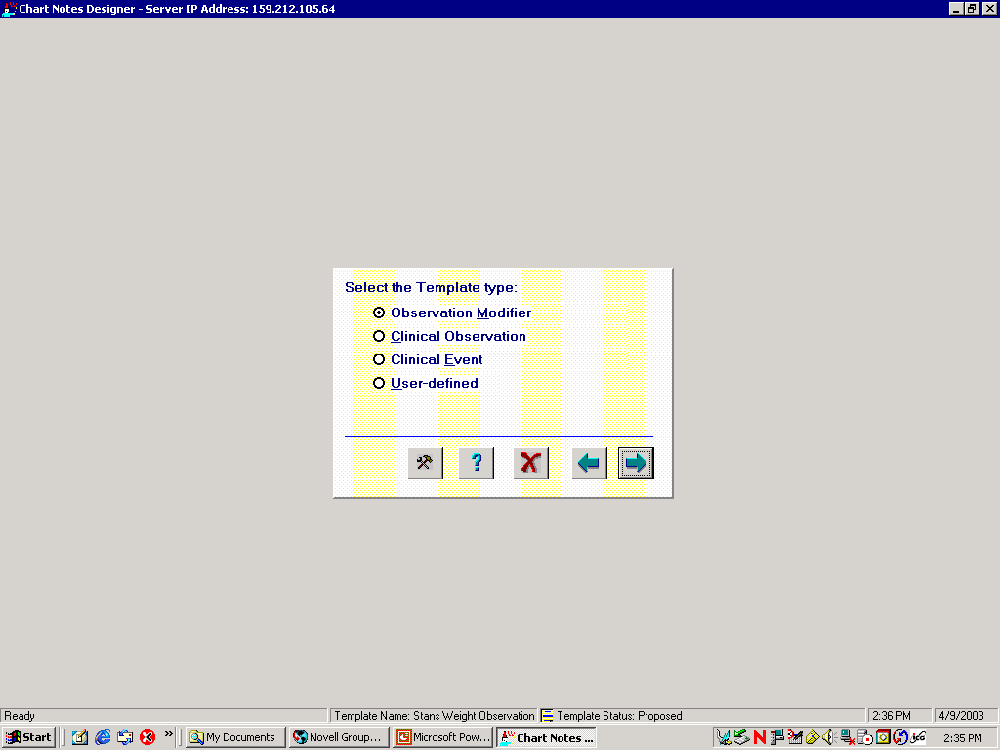 Chart Notes Designer - Server IP Address: 159.212.105.64
Select the Template type:
Observation Modifier
Clinical Observation
Clinical Event
User-defined
?
Ready
Template Name: Stans Weight Observation
Template Status: Proposed
2:36 PM
4/9/2003
Start
»
My Documents
Novell Group...
Microsoft Pow...
Chart Notes ...
N
2:35 PM